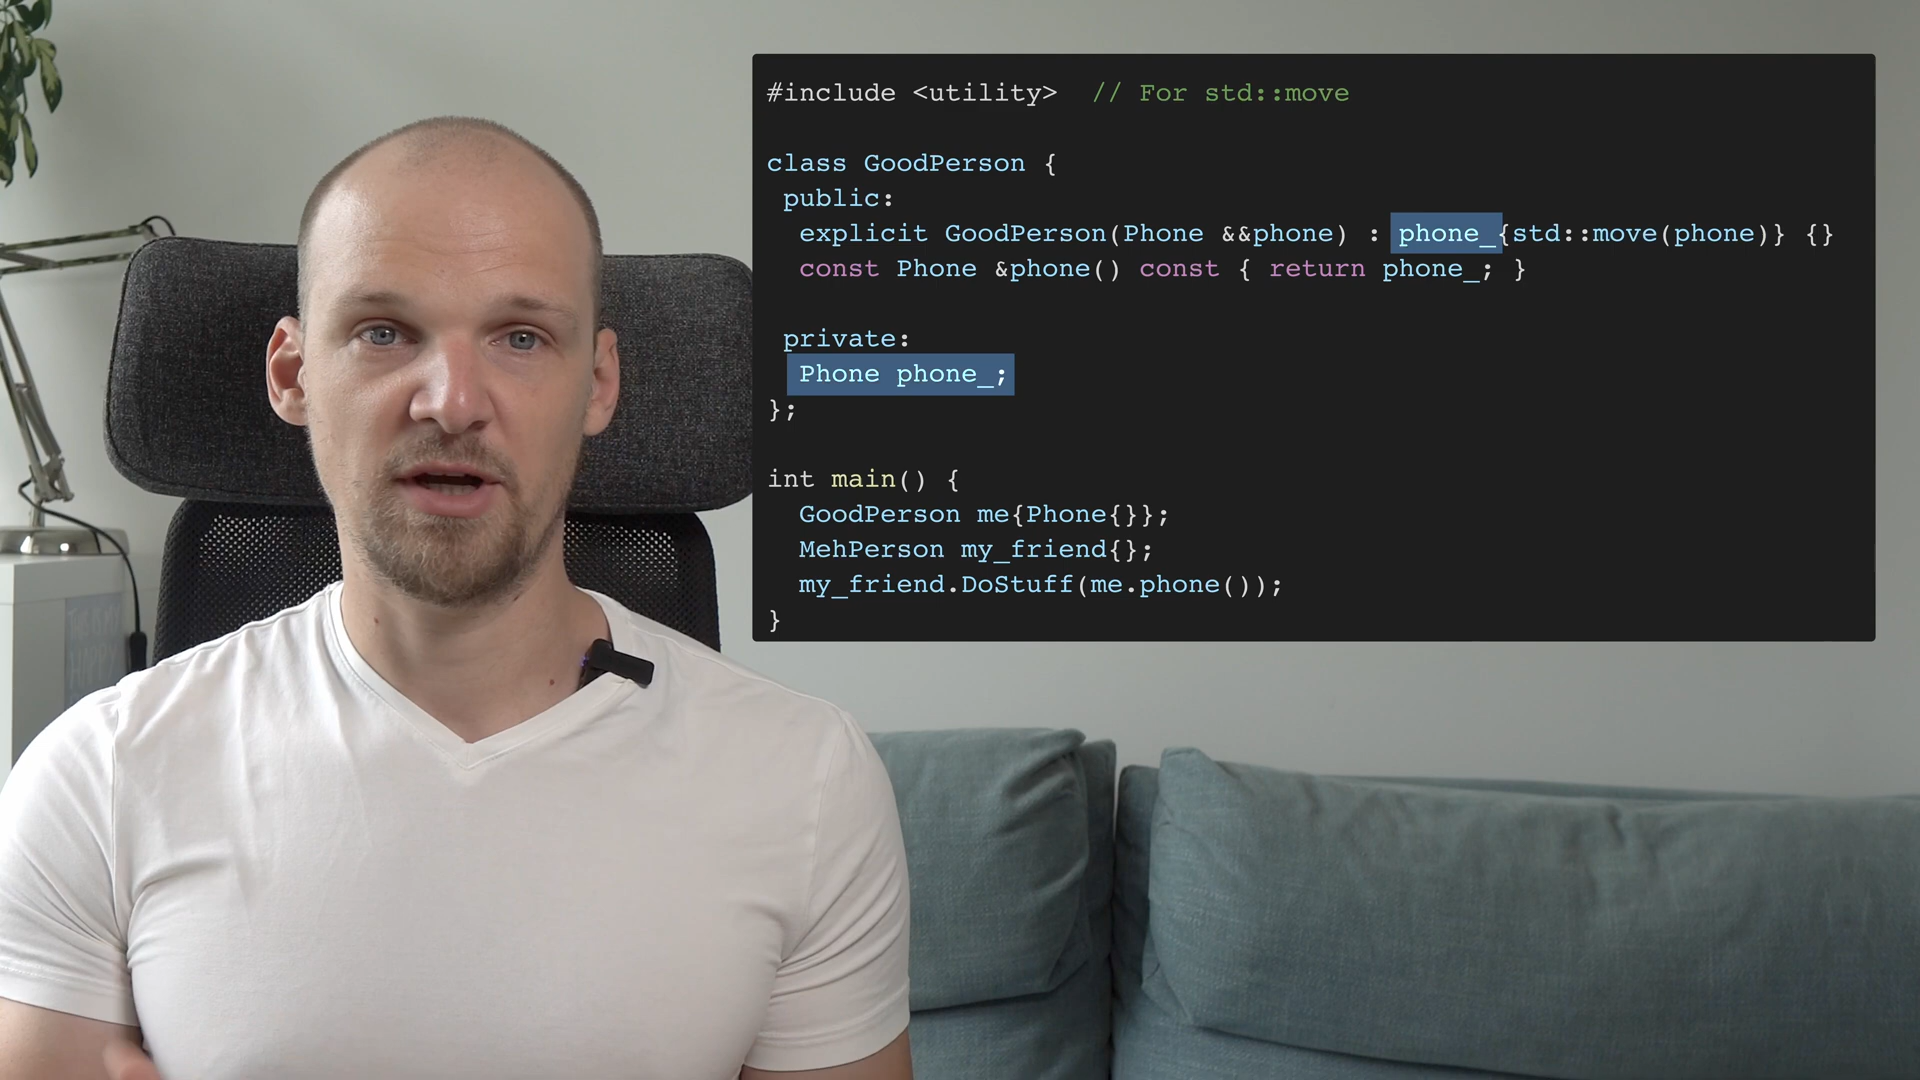 #include <utility>  // For std::move
class GoodPerson {
public:
explicit GoodPerson(Phone &&phone) : phone_{std::move(phone)} {}
const Phone &phone() const { return phone_; }
private:
Phone phone_;
};
int main() {
GoodPerson me{Phone{}};
MehPerson my_friend{};
my_friend.DoStuff(me.phone());
}